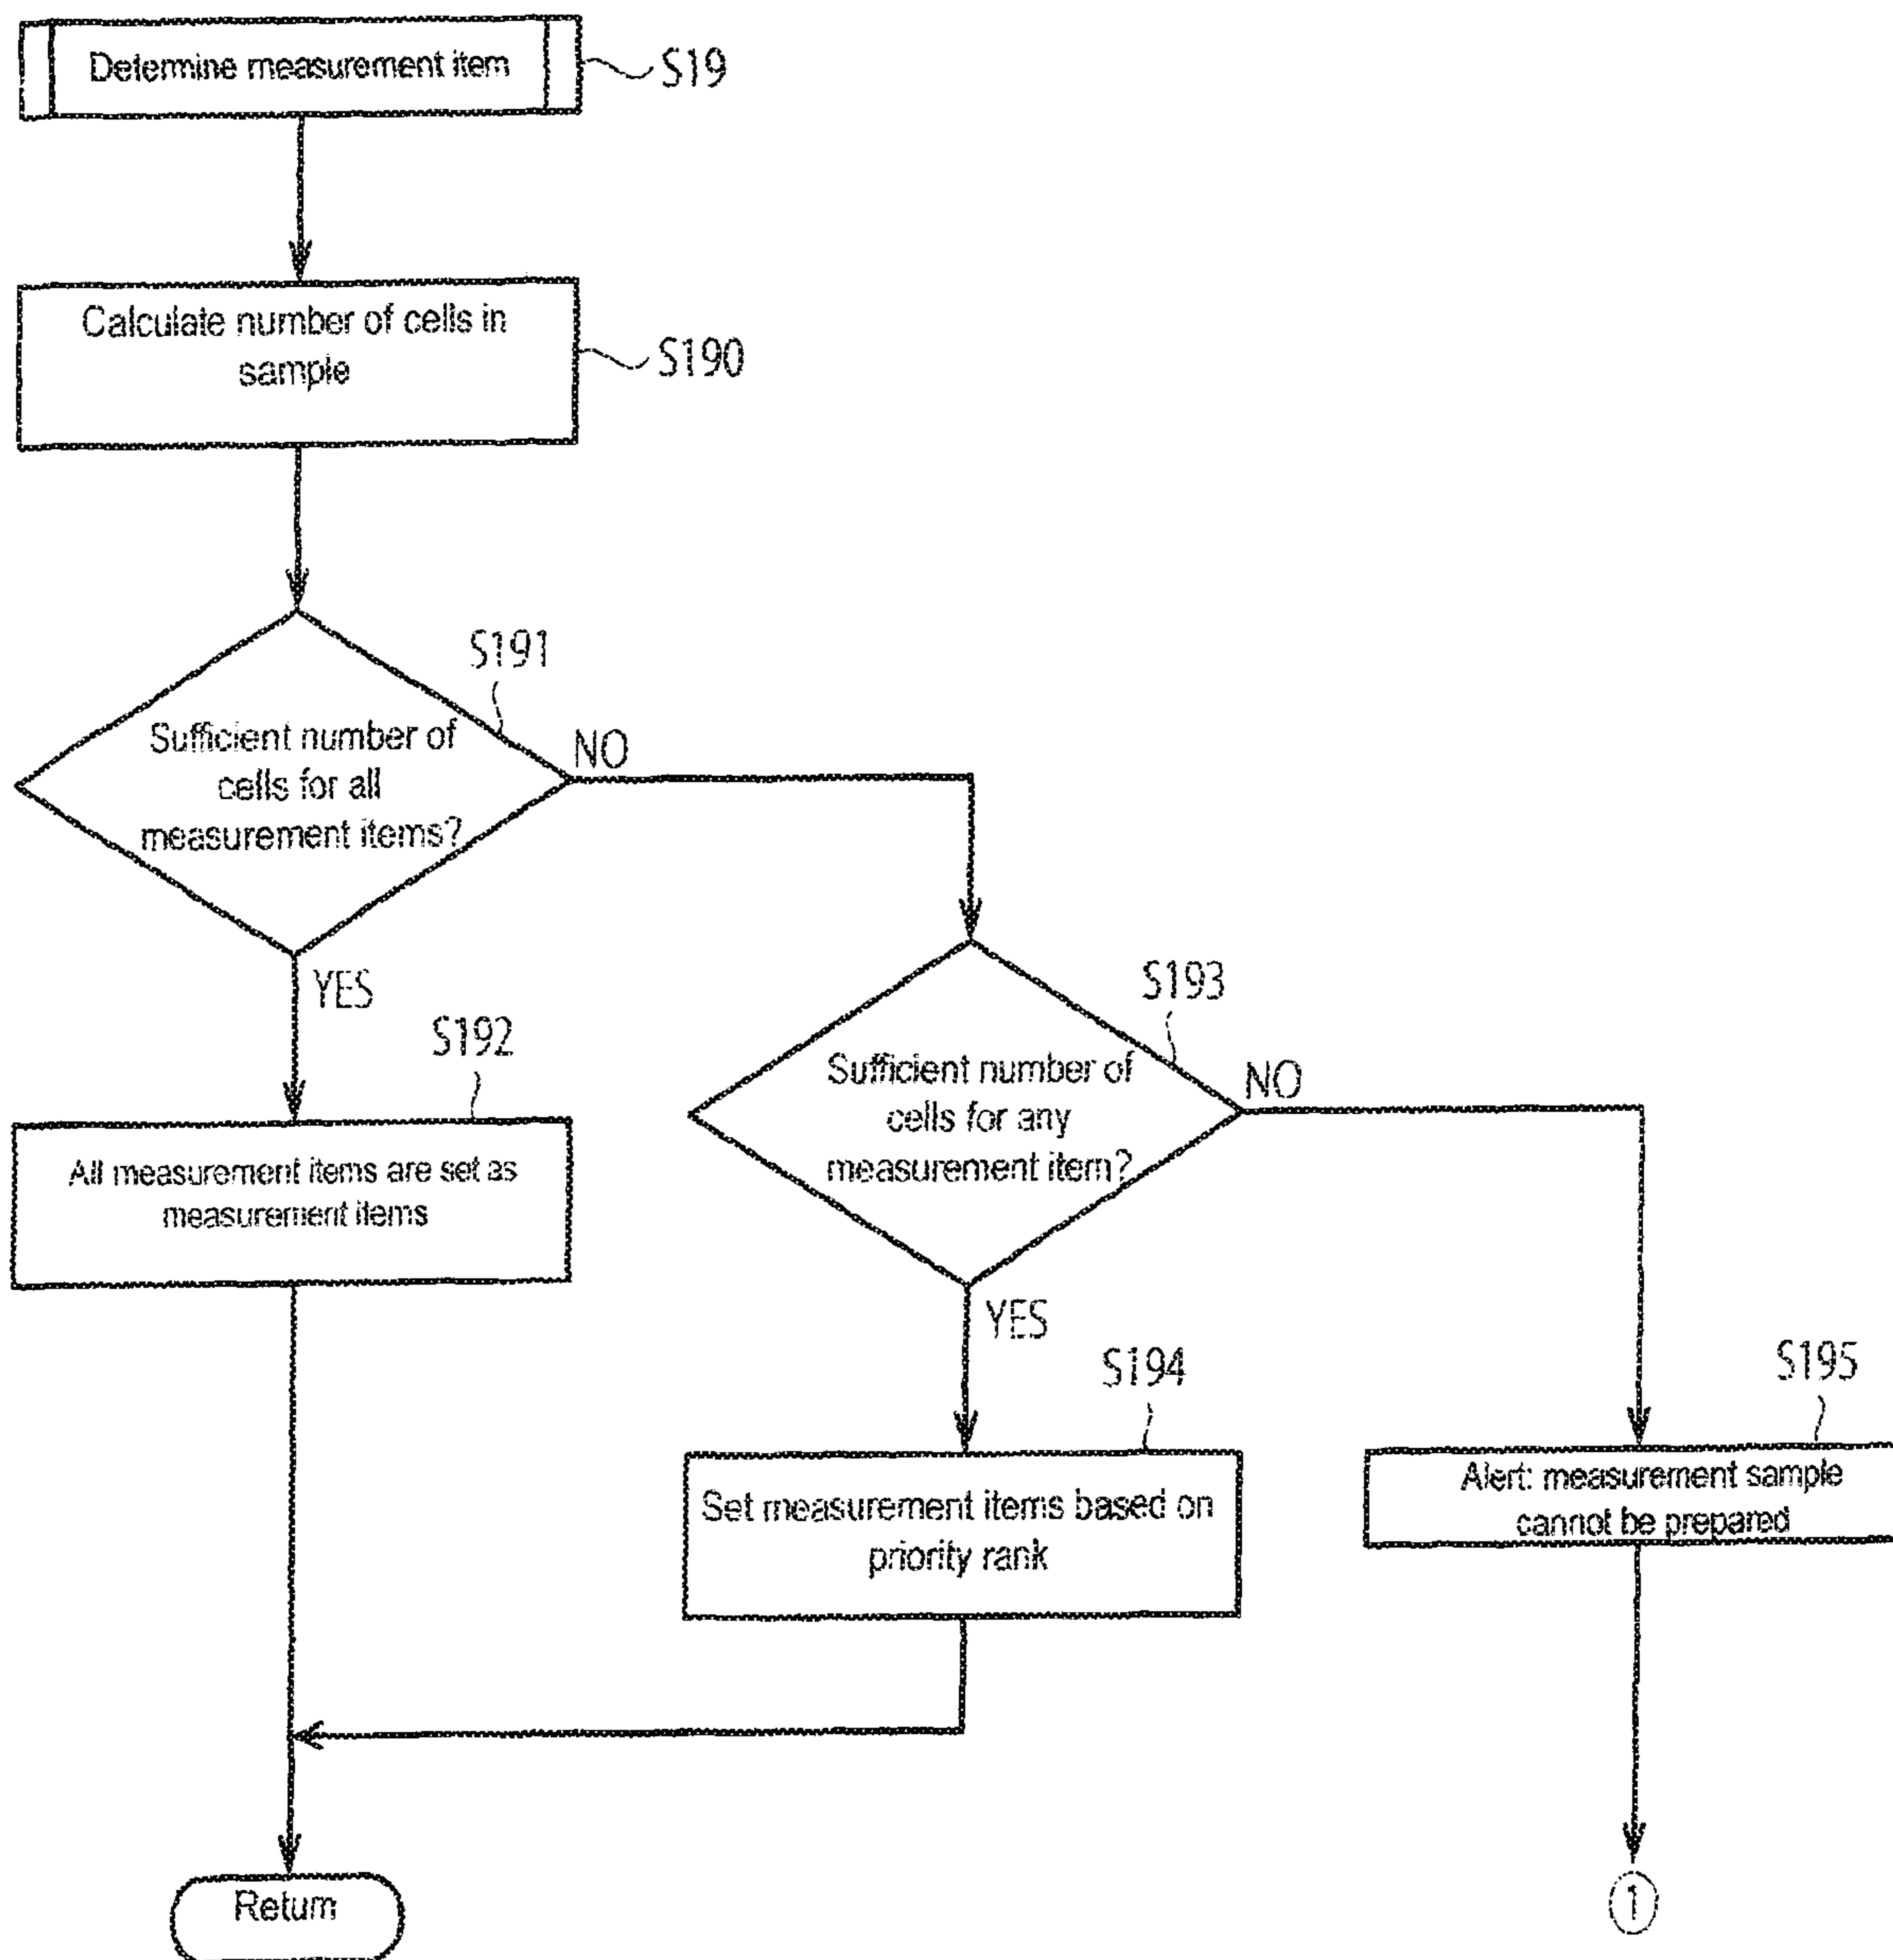 Determine measurement item
S19
Calculate number of cells in
sample
S190
S191
Sufficient number of
cells for all
measurement items?
NO
YES
S192
All measurement items are set as
measurement items
S193
Sufficient number of
cells for any
measurement item?
NO
YES
S194
Set measurement items based on
priority rank
S195
Alert: measurement sample
cannot be prepared
Return
1